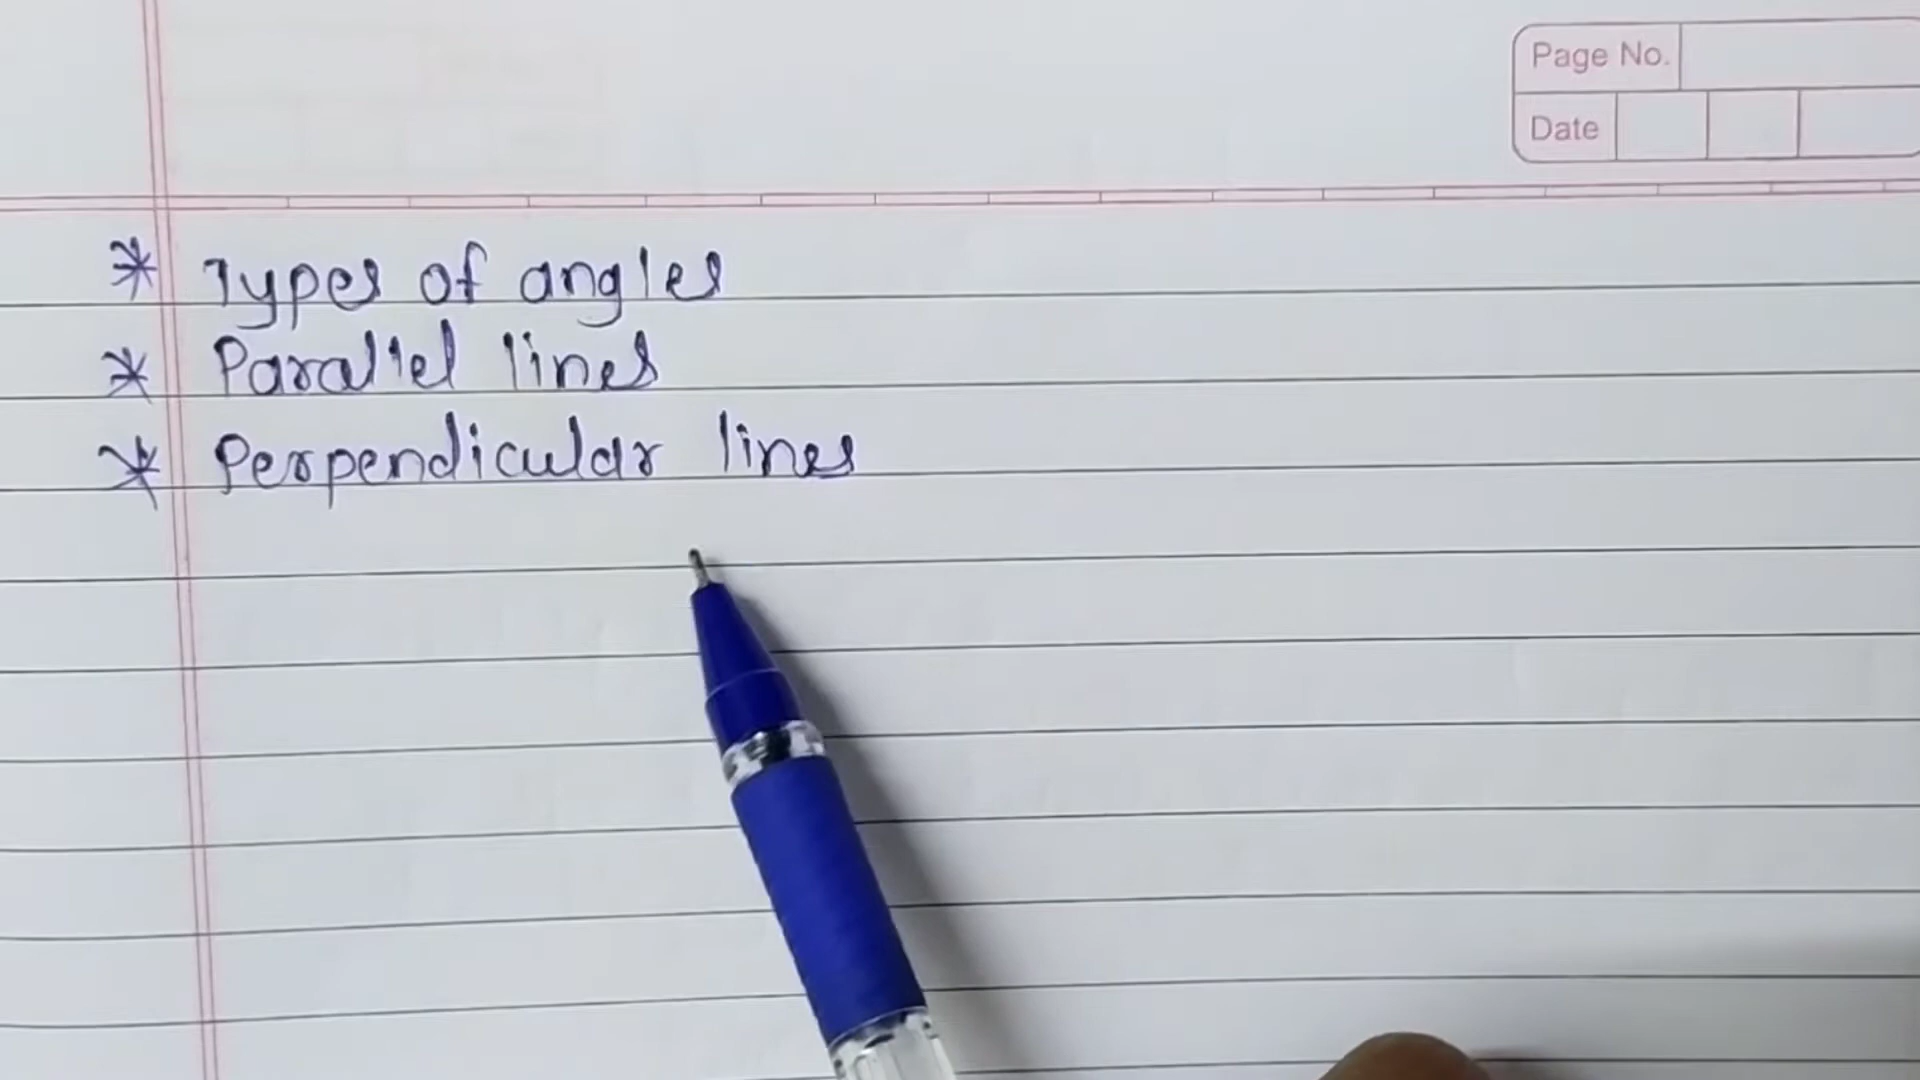 Page No.
Date
* Types of angles
* Parallel lines
* Perpendicular lines